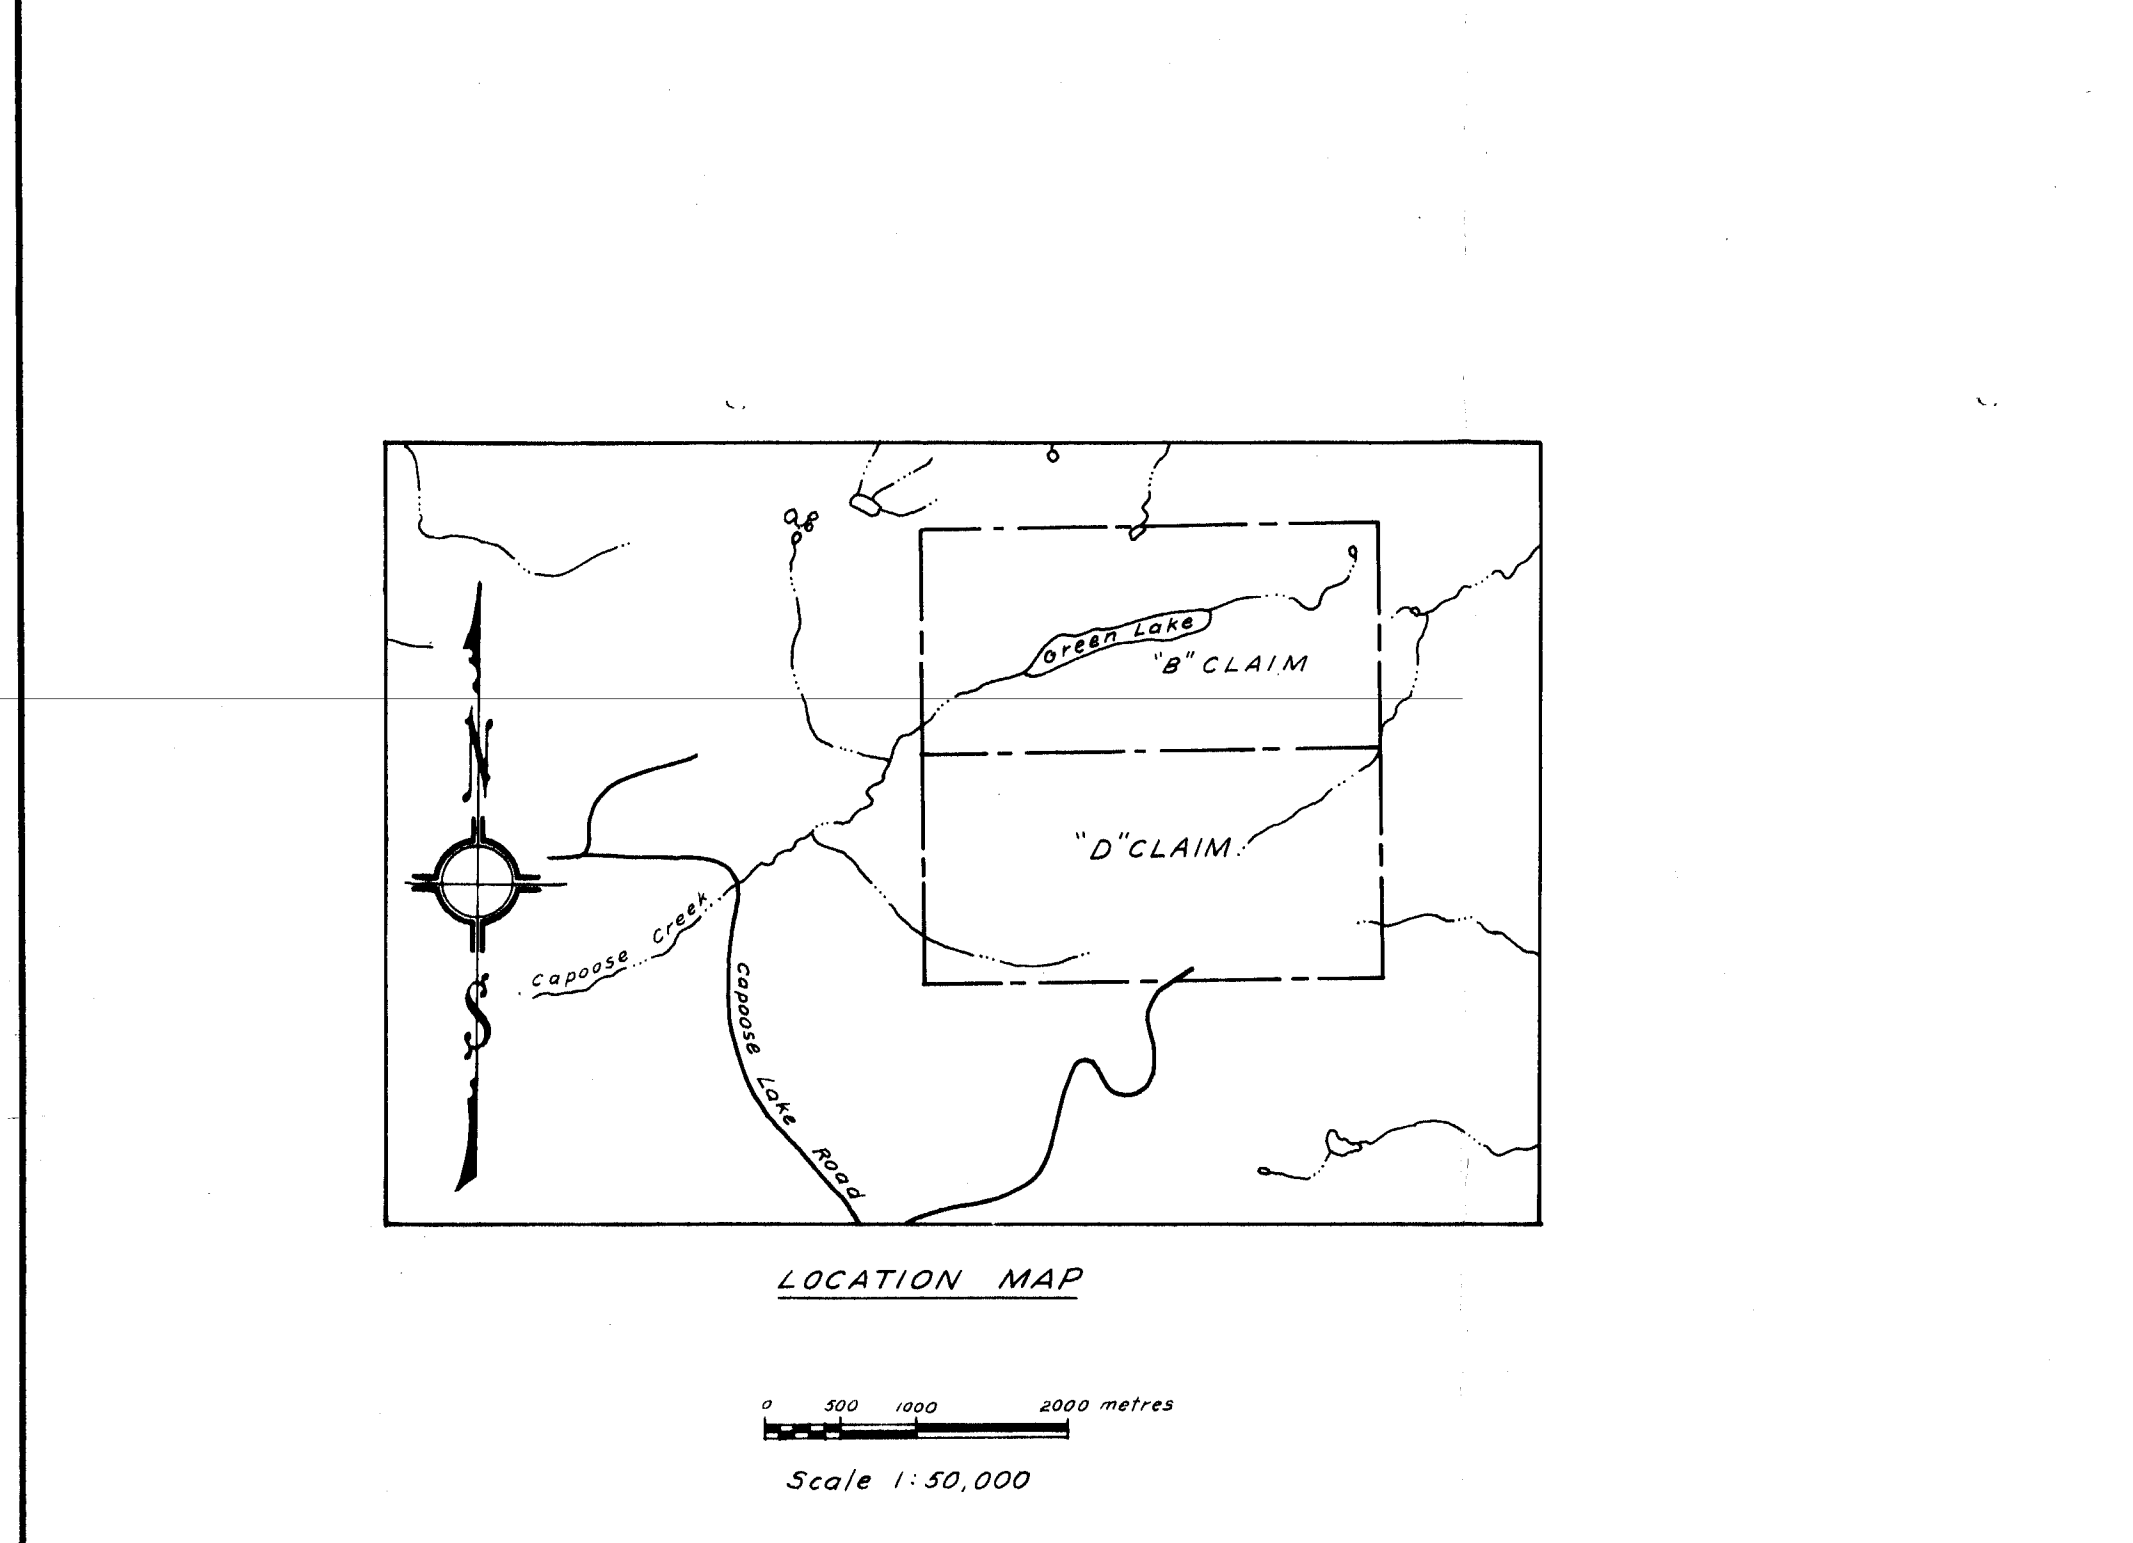 Green Lake
"B" CLAIM
N
"D" CLAIM
Capoose Creek
Capoose Lake Road
S
LOCATION MAP
0 500 1000 2000 metres
Scale 1:50,000